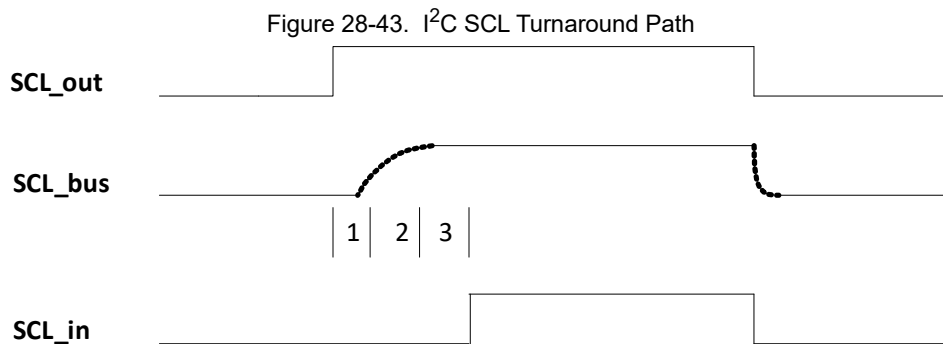 Figure 28-43. I²C SCL Turnaround Path
SCL_out
SCL_bus
1 2 3
SCL_in